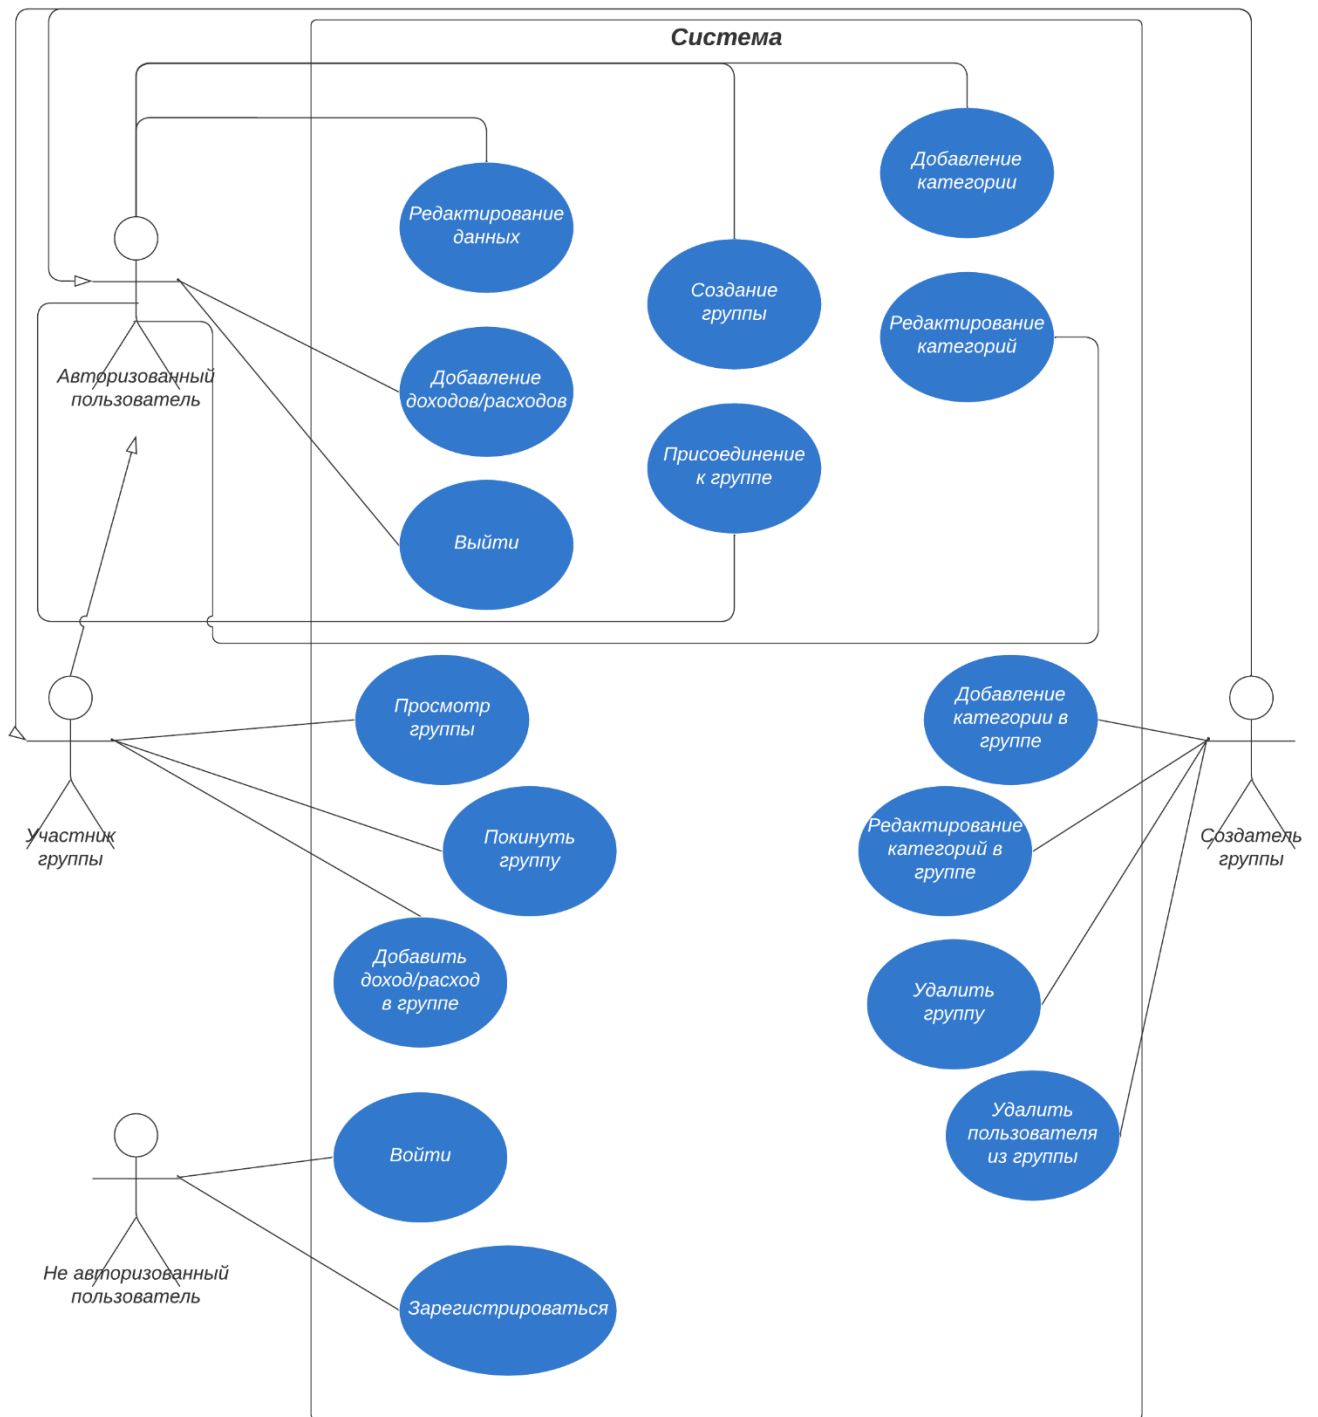 Система
Добавление
категории
Редактирование
данных
Создание
группы
Редактирование
категорий
Авторизованный
пользователь
Добавление
доходов/расходов
Присоединение
к группе
Выйти
Просмотр
группы
Добавление
категории в
группе
Участник
группы
Покинуть
группу
Редактирование
категорий в
группе
Создатель
группы
Добавить
доход/расход
в группе
Удалить
группу
Удалить
пользователя
из группы
Войти
Не авторизованный
пользователь
Зарегистрироваться